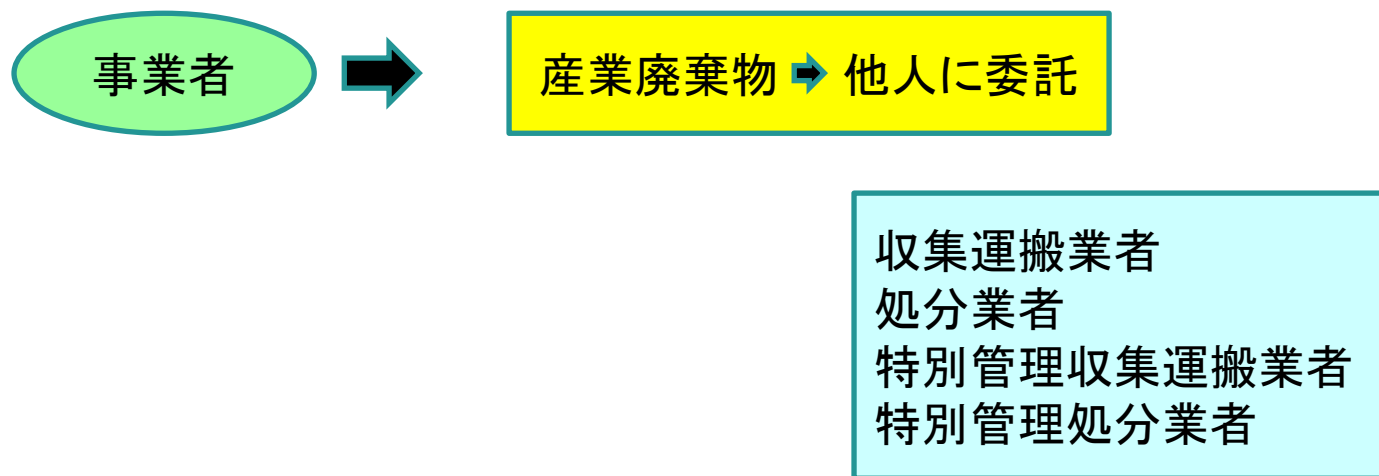 事業者
産業廃棄物 ➡ 他人に委託
収集運搬業者
処分業者
特別管理収集運搬業者
特別管理処分業者